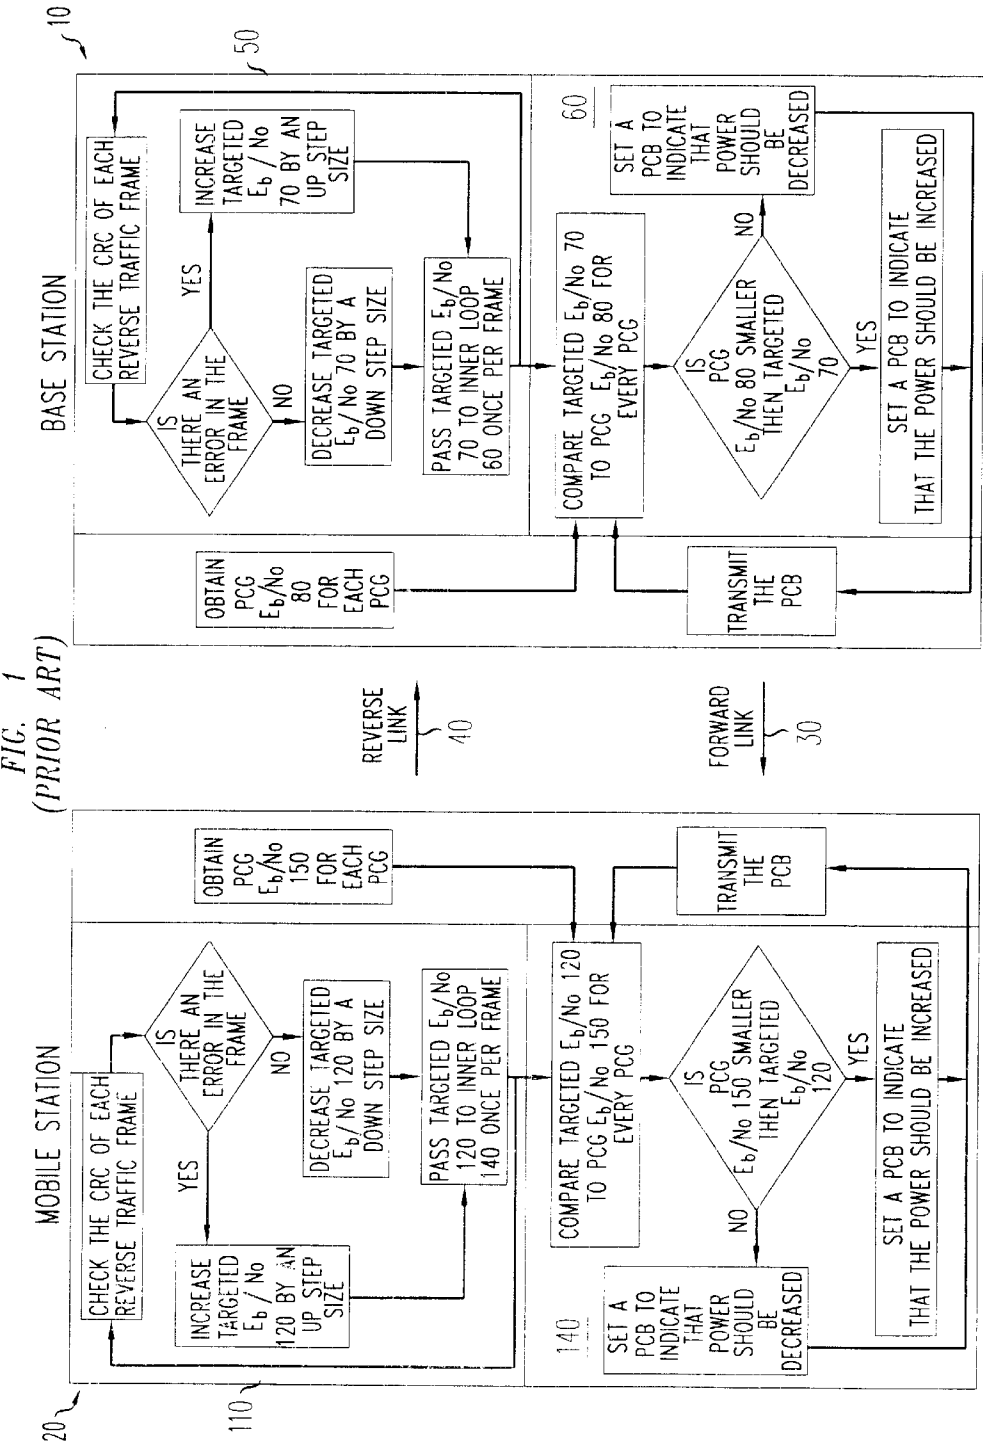 FIG. 1
(PRIOR ART)
MOBILE STATION
20
110
CHECK THE CRC OF EACH
REVERSE TRAFFIC FRAME
IS
THERE AN
ERROR IN THE
FRAME
YES
NO
INCREASE
TARGETED
Eb / No
120 BY AN
UP STEP
SIZE
DECREASE TARGETED
Eb/No 120 BY A
DOWN STEP SIZE
PASS TARGETED Eb/No
120 TO INNER LOOP
140 ONCE PER FRAME
OBTAIN
PCG
Eb/No
150
FOR
EACH
PCG
COMPARE TARGETED Eb/No 120
TO PCG Eb/No 150 FOR
EVERY PCG
140
IS
PCG
Eb/No 150 SMALLER
THEN TARGETED
Eb/No
120
NO
YES
SET A
PCB TO
INDICATE
THAT
POWER
SHOULD
BE
DECREASED
SET A PCB TO INDICATE
THAT THE POWER SHOULD BE INCREASED
TRANSMIT
THE
PCB
REVERSE
LINK
40
FORWARD
LINK
30
BASE STATION
10
50
CHECK THE CRC OF EACH
REVERSE TRAFFIC FRAME
IS
THERE AN
ERROR IN THE
FRAME
YES
NO
INCREASE
TARGETED
Eb / No
70 BY AN
UP STEP
SIZE
DECREASE TARGETED
Eb/No 70 BY A
DOWN STEP SIZE
PASS TARGETED Eb/No
70 TO INNER LOOP
60 ONCE PER FRAME
OBTAIN
PCG
Eb/No
80
FOR
EACH
PCG
COMPARE TARGETED Eb/No 70
TO PCG Eb/No 80 FOR
EVERY PCG
60
IS
PCG
Eb/No 80 SMALLER
THEN TARGETED
Eb/No
70
NO
YES
SET A
PCB TO
INDICATE
THAT
POWER
SHOULD
BE
DECREASED
SET A PCB TO INDICATE
THAT THE POWER SHOULD BE INCREASED
TRANSMIT
THE
PCB